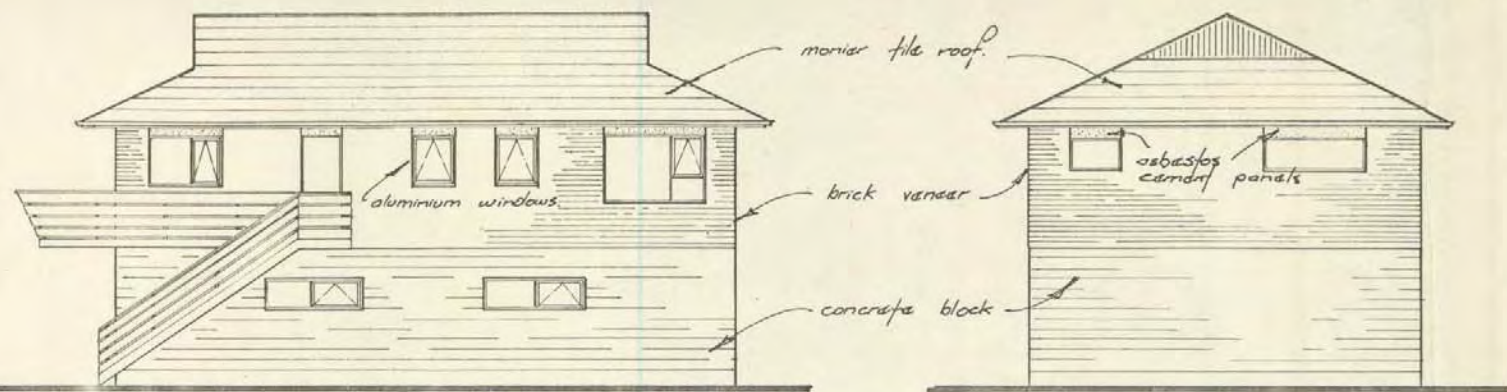 monier tile roof.
asbestos
cement panels
aluminium windows.
brick veneer
concrete block